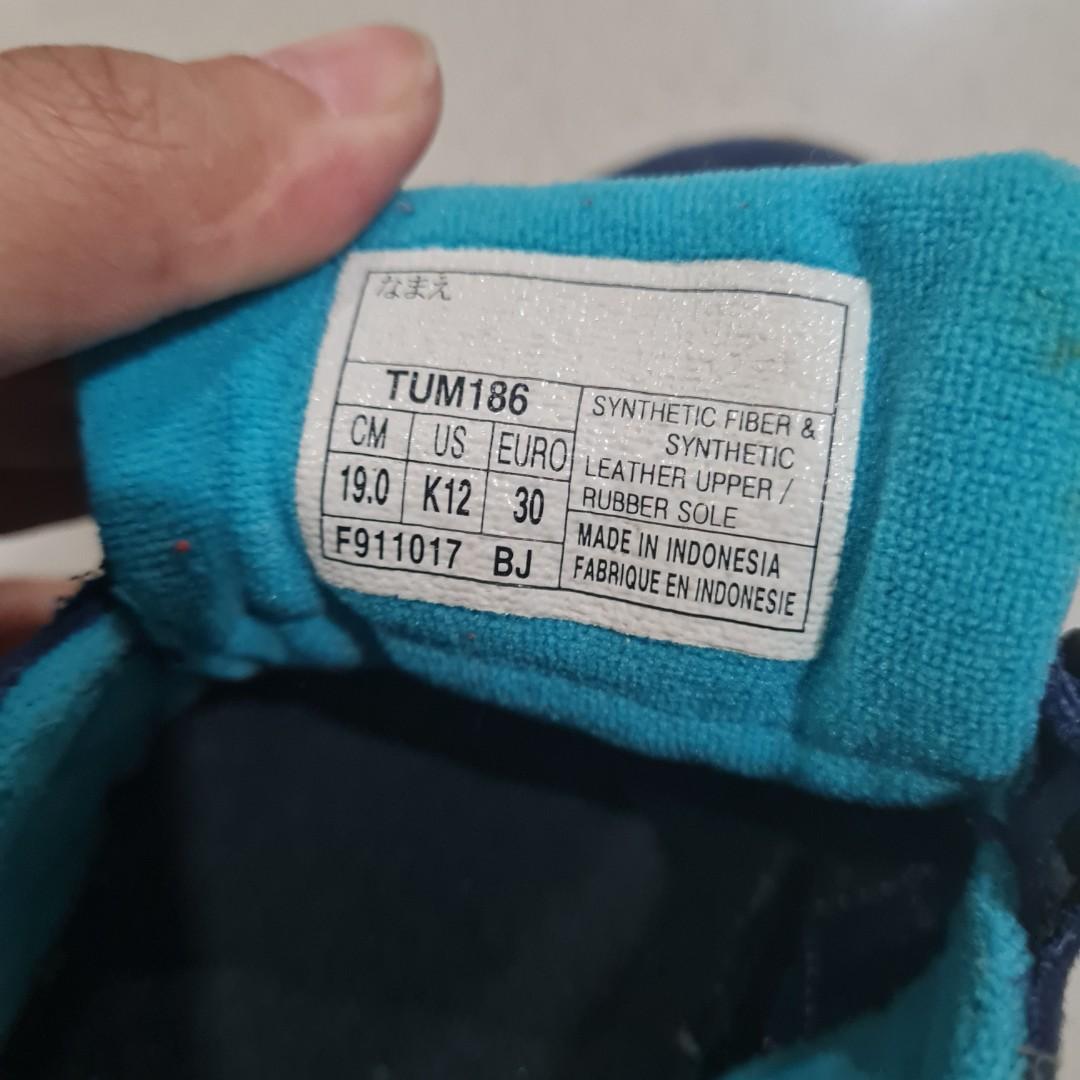 なまえ
TUM186
CM US EURO
19.0 K12 30
F911017 BJ
SYNTHETIC FIBER &
SYNTHETIC
LEATHER UPPER /
RUBBER SOLE
MADE IN INDONESIA
FABRIQUE EN INDONESIE